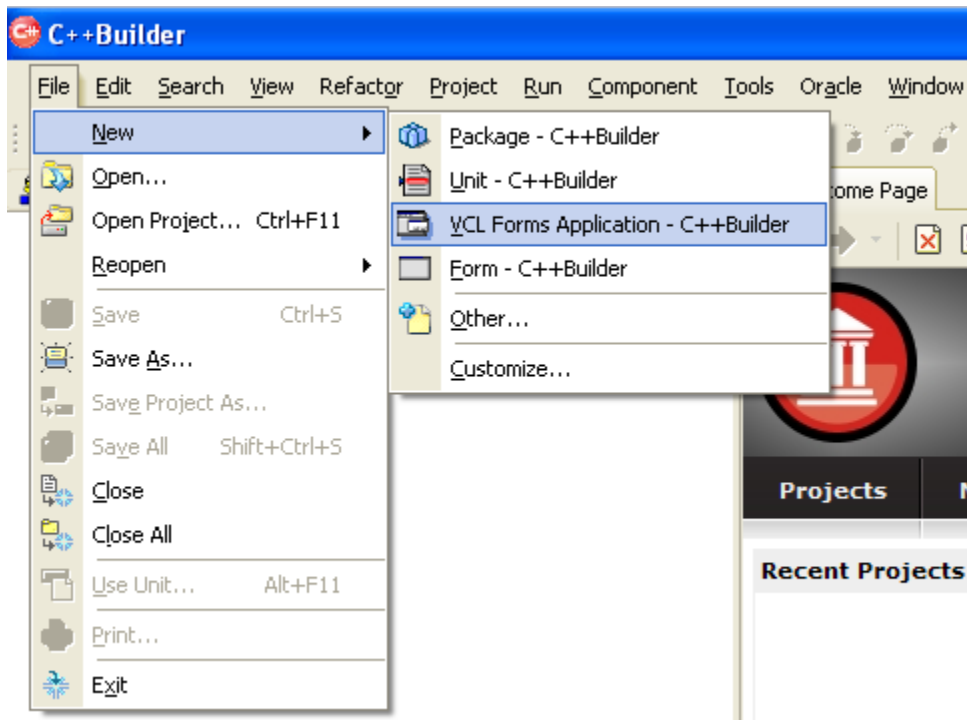 C++Builder
File Edit Search View Refactor Project Run Component Tools Oracle Window
New
Open...
Open Project... Ctrl+F11
Reopen
Save Ctrl+S
Save As...
Save Project As...
Save All Shift+Ctrl+S
Close
Close All
Use Unit... Alt+F11
Print...
Exit
Package - C++Builder
Unit - C++Builder
VCL Forms Application - C++Builder
Form - C++Builder
Other...
Customize...
ome Page
Projects
Recent Projects